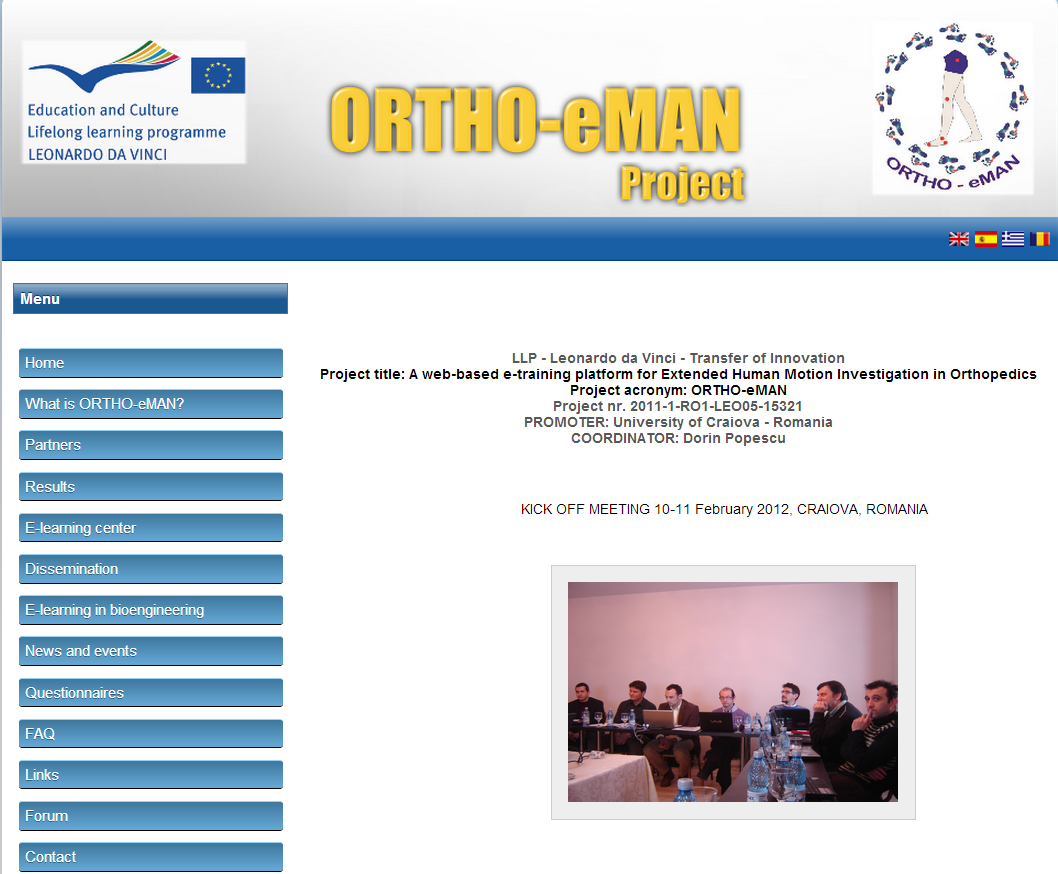 Education and Culture
Lifelong learning programme
LEONARDO DA VINCI
ORTHO-eMAN
Project
ORTHO - eMAN
Menu
Home
What is ORTHO-eMAN?
Partners
Results
E-learning center
Dissemination
E-learning in bioengineering
News and events
Questionnaires
FAQ
Links
Forum
Contact
LLP - Leonardo da Vinci - Transfer of Innovation
Project title: A web-based e-training platform for Extended Human Motion Investigation in Orthopedics
Project acronym: ORTHO-eMAN
Project nr. 2011-1-RO1-LEO05-15321
PROMOTER: University of Craiova - Romania
COORDINATOR: Dorin Popescu
KICK OFF MEETING 10-11 February 2012, CRAIOVA, ROMANIA